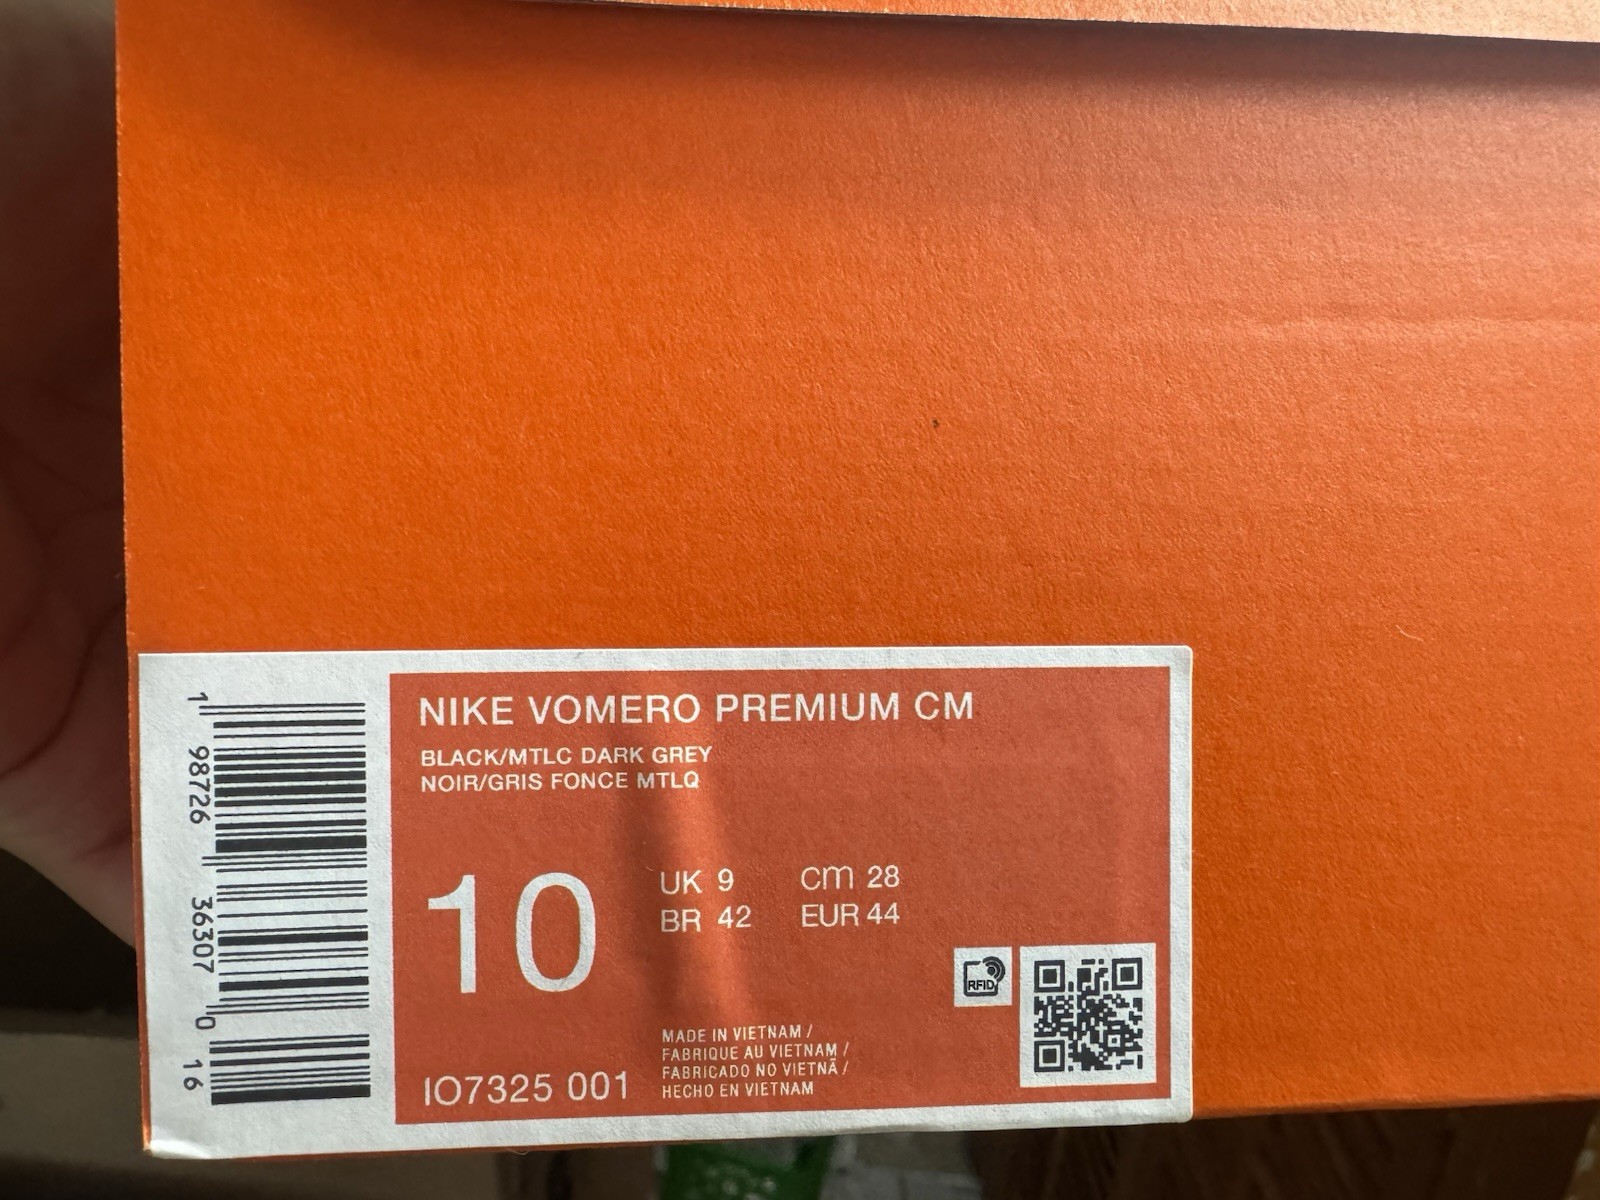 NIKE VOMERO PREMIUM CM
BLACK/MTLC DARK GREY
NOIR/GRIS FONCE MTLQ
10
UK 9 CM 28
BR 42 EUR 44
RFID
IO7325 001
MADE IN VIETNAM /
FABRIQUE AU VIETNAM /
FABRICADO NO VIETNÃ /
HECHO EN VIETNAM
1 98726 36307 0 16